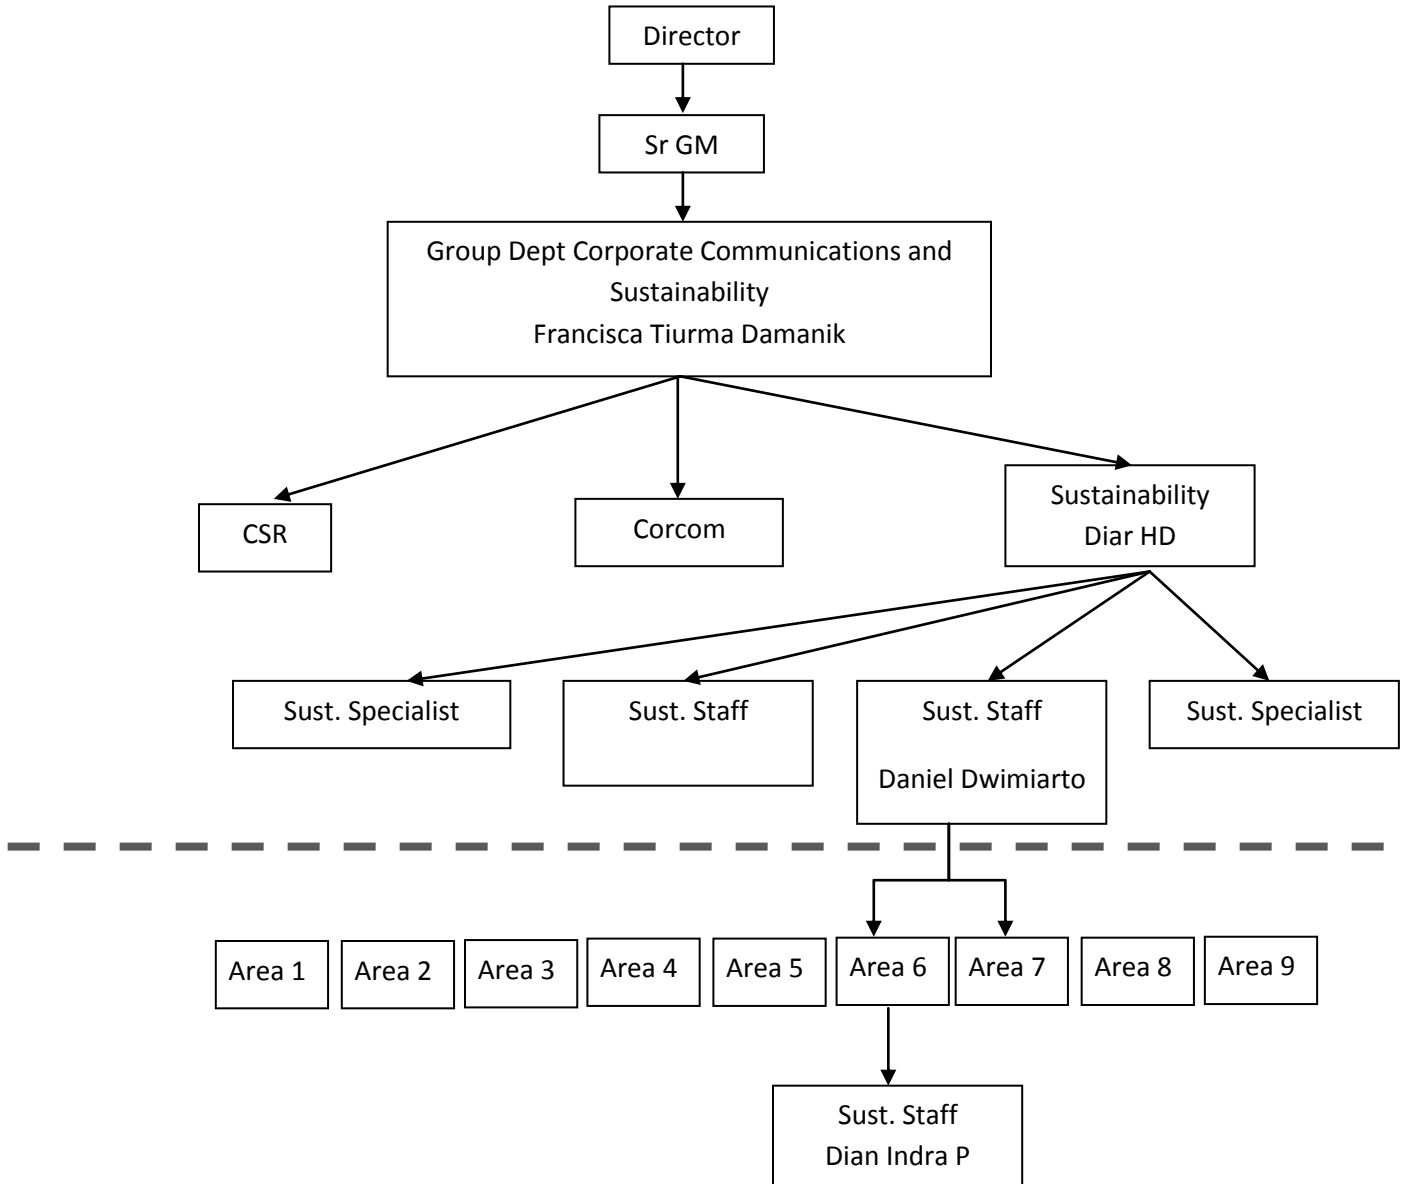 Director
Sr GM
Group Dept Corporate Communications and
Sustainability
Francisca Tiurma Damanik
CSR
Corcom
Sustainability
Diar HD
Sust. Specialist
Sust. Staff
Sust. Staff
Daniel Dwimiarto
Sust. Specialist
Area 1
Area 2
Area 3
Area 4
Area 5
Area 6
Area 7
Area 8
Area 9
Sust. Staff
Dian Indra P